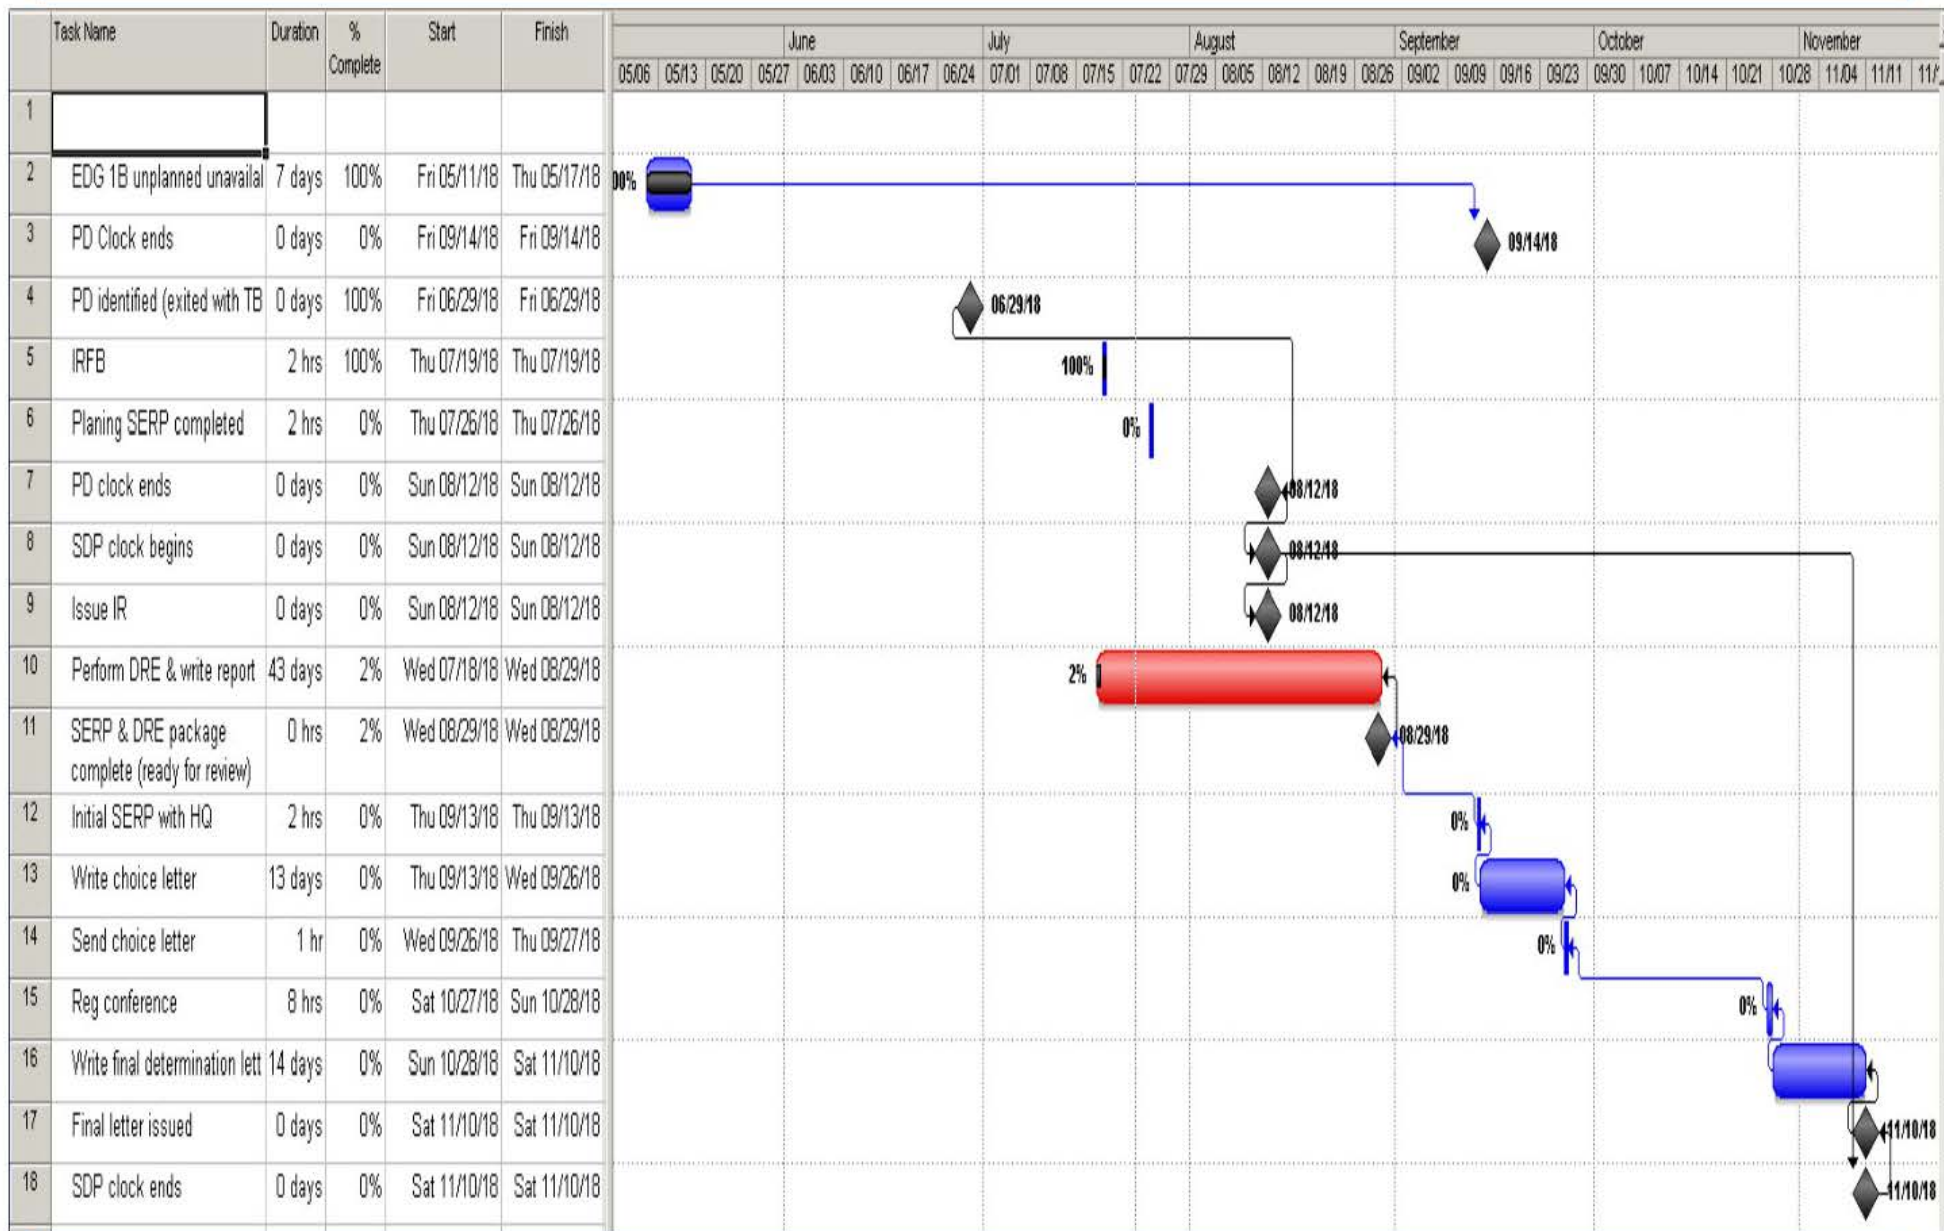 Task Name Duration % Complete Start Finish
June July August September October November
05/06 05/13 05/20 05/27 06/03 06/10 06/17 06/24 07/01 07/08 07/15 07/22 07/29 08/05 08/12 08/19 08/26 09/02 09/09 09/16 09/23 09/30 10/07 10/14 10/21 10/28 11/04 11/11
1
2 EDG 1B unplanned unavailal 7 days 100% Fri 05/11/18 Thu 05/17/18 00%
3 PD Clock ends 0 days 0% Fri 09/14/18 Fri 09/14/18 09/14/18
4 PD identified (exited with TB 0 days 100% Fri 06/29/18 Fri 06/29/18 06/29/18
5 IRFB 2 hrs 100% Thu 07/19/18 Thu 07/19/18 100%
6 Planing SERP completed 2 hrs 0% Thu 07/26/18 Thu 07/26/18 0%
7 PD clock ends 0 days 0% Sun 08/12/18 Sun 08/12/18 08/12/18
8 SDP clock begins 0 days 0% Sun 08/12/18 Sun 08/12/18 08/12/18
9 Issue IR 0 days 0% Sun 08/12/18 Sun 08/12/18 08/12/18
10 Perform DRE & write report 43 days 2% Wed 07/18/18 Wed 08/29/18 2%
11 SERP & DRE package 0 hrs 2% Wed 08/29/18 Wed 08/29/18 08/29/18
complete (ready for review)
12 Initial SERP with HQ 2 hrs 0% Thu 09/13/18 Thu 09/13/18 0%
13 Write choice letter 13 days 0% Thu 09/13/18 Wed 09/26/18 0%
14 Send choice letter 1 hr 0% Wed 09/26/18 Thu 09/27/18 0%
15 Reg conference 8 hrs 0% Sat 10/27/18 Sun 10/28/18 0%
16 Write final determination lett 14 days 0% Sun 10/28/18 Sat 11/10/18
17 Final letter issued 0 days 0% Sat 11/10/18 Sat 11/10/18 11/10/18
18 SDP clock ends 0 days 0% Sat 11/10/18 Sat 11/10/18 11/10/18